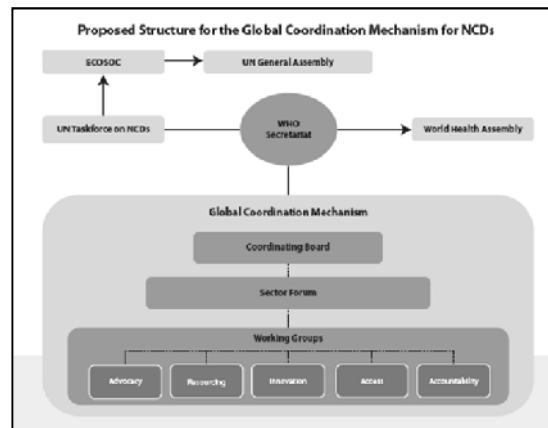 Proposed Structure for the Global Coordination Mechanism for NCDs
ECOSOC
UN General Assembly
UN Taskforce on NCDs
WHO
Secretariat
World Health Assembly
Global Coordination Mechanism
Coordinating Board
Sector Forum
Working Groups
Advocacy
Resourcing
Innovation
Access
Accountability